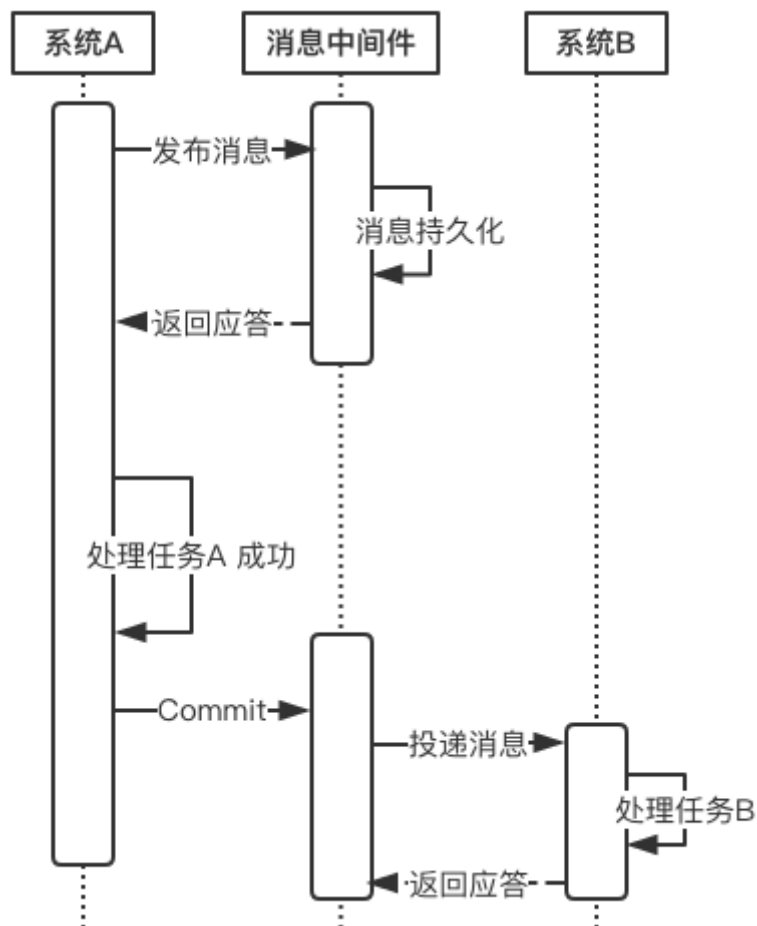 系统A
消息中间件
系统B
发布消息
消息持久化
返回应答
处理任务A 成功
Commit
投递消息
处理任务B
返回应答